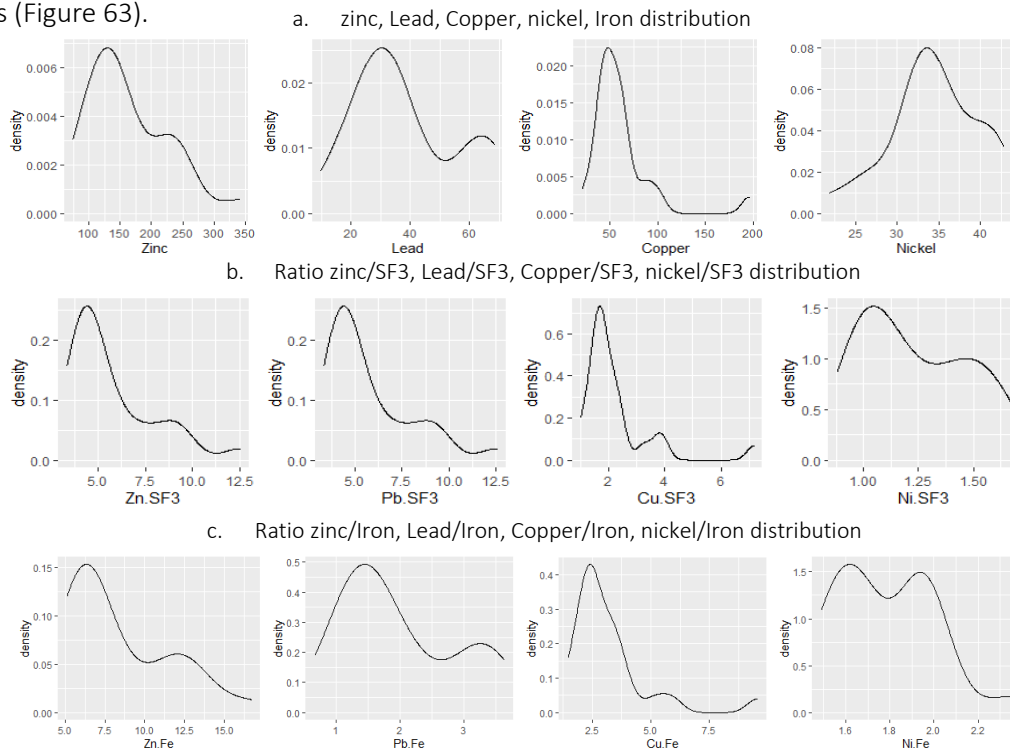 s (Figure 63).
a. zinc, Lead, Copper, nickel, Iron distribution
density
0.006
0.004
0.002
0.000
100 150 200 250 300 350
Zinc
density
0.02
0.01
0.00
20 40 60
Lead
density
0.020
0.015
0.010
0.005
0.000
50 100 150 200
Copper
density
0.08
0.06
0.04
0.02
0.00
25 30 35 40
Nickel
b. Ratio zinc/SF3, Lead/SF3, Copper/SF3, nickel/SF3 distribution
density
0.2
0.1
0.0
5.0 7.5 10.0 12.5
Zn.SF3
density
0.2
0.1
0.0
5.0 7.5 10.0 12.5
Pb.SF3
density
0.6
0.4
0.2
0.0
2 4 6
Cu.SF3
density
1.5
1.0
0.5
0.0
1.00 1.25 1.50
Ni.SF3
c. Ratio zinc/Iron, Lead/Iron, Copper/Iron, nickel/Iron distribution
density
0.15
0.10
0.05
0.00
5.0 7.5 10.0 12.5 15.0
Zn.Fe
density
0.5
0.4
0.3
0.2
0.1
0.0
1 2 3
Pb.Fe
density
0.4
0.3
0.2
0.1
0.0
2.5 5.0 7.5
Cu.Fe
density
1.5
1.0
0.5
0.0
1.6 1.8 2.0 2.2
Ni.Fe